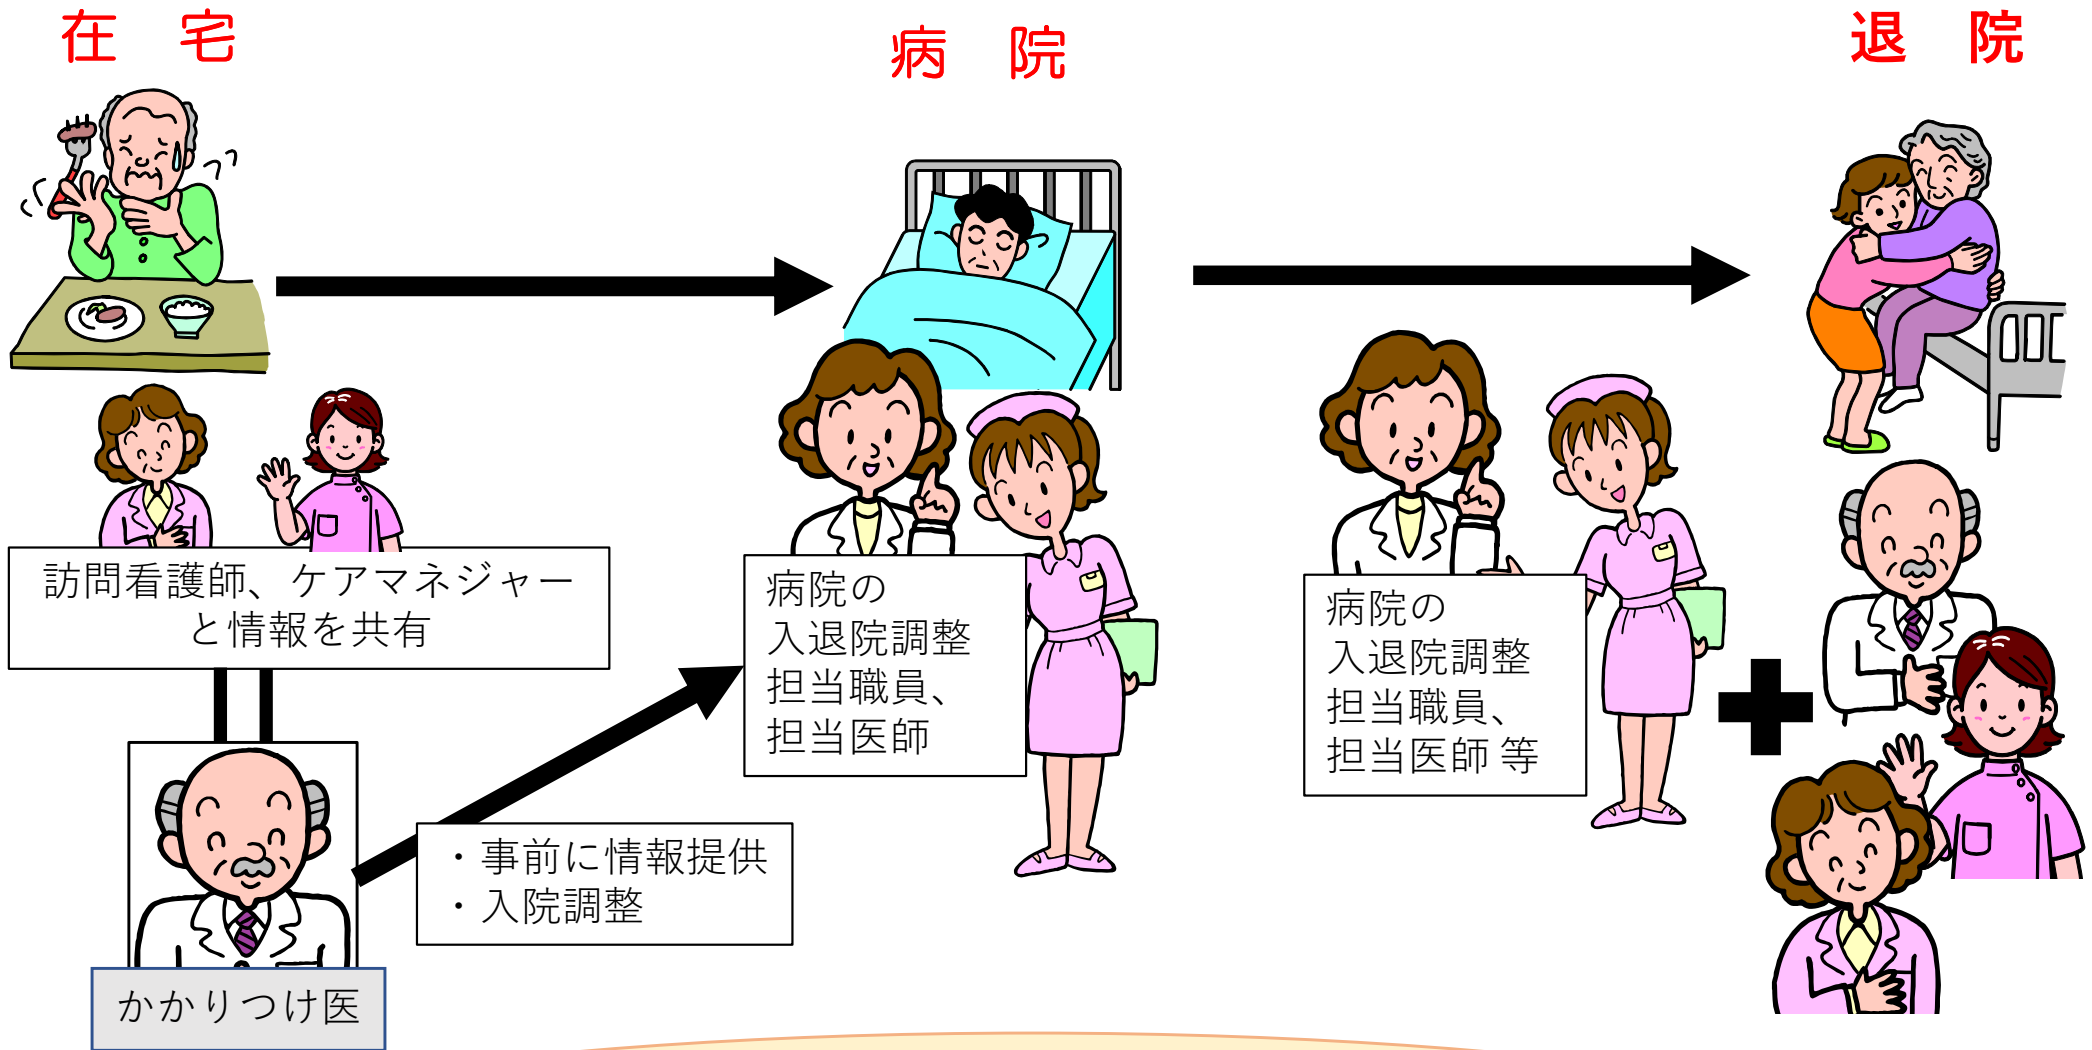 在　宅
病　院
退　院
訪問看護師、ケアマネジャー
と情報を共有
病院の
入退院調整
担当職員、
担当医師
病院の
入退院調整
担当職員、
担当医師 等
・事前に情報提供
・入院調整
かかりつけ医